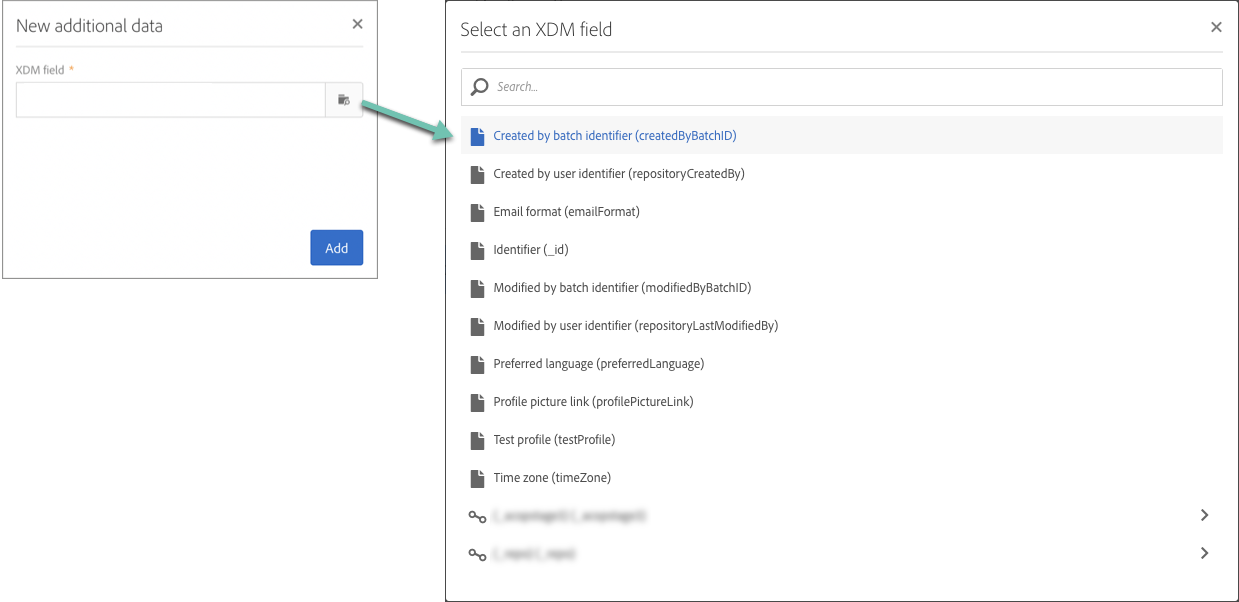 New additional data
XDM field *
Add
Select an XDM field
Search...
Created by batch identifier (createdByBatchID)
Created by user identifier (repositoryCreatedBy)
Email format (emailFormat)
Identifier (_id)
Modified by batch identifier (modifiedByBatchID)
Modified by user identifier (repositoryLastModifiedBy)
Preferred language (preferredLanguage)
Profile picture link (profilePictureLink)
Test profile (testProfile)
Time zone (timeZone)